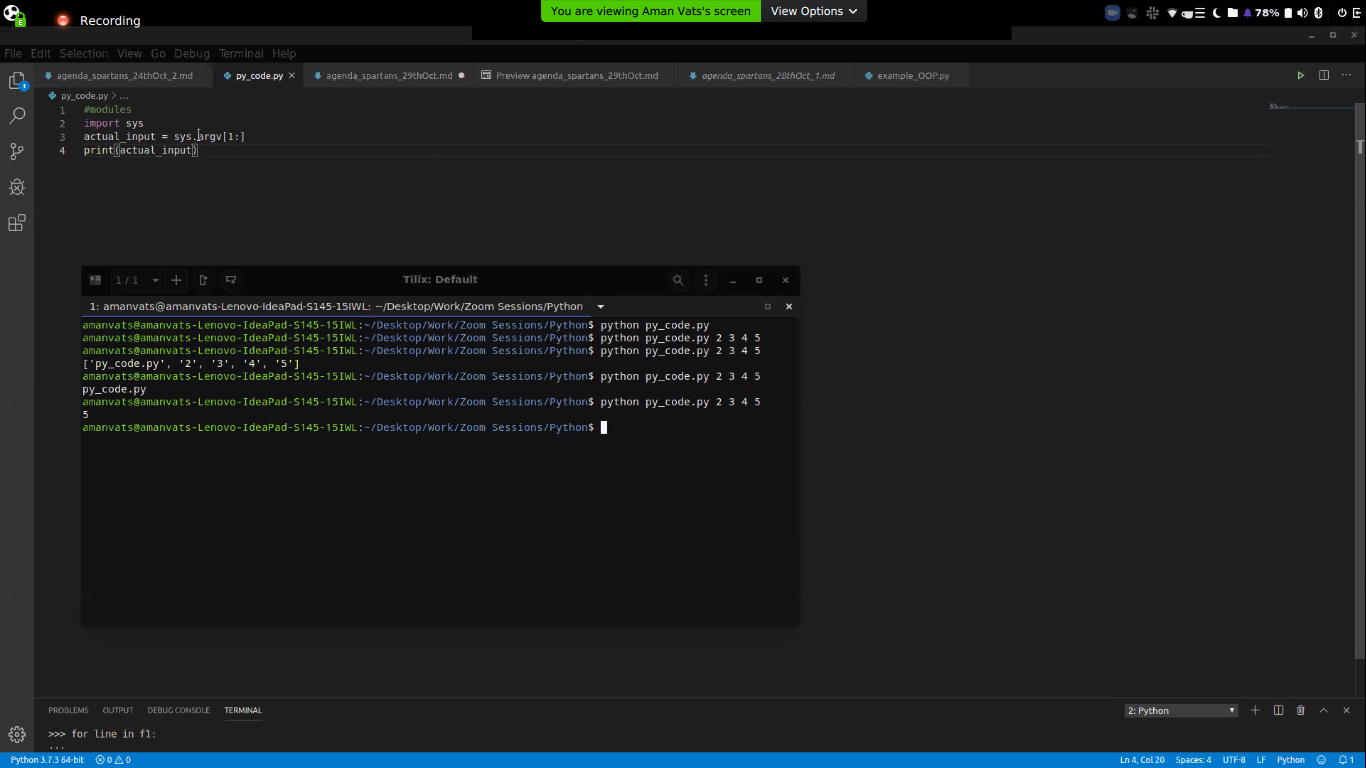 You are viewing Aman Vats's screen View Options
Recording
78%
File Edit Selection View Go Debug Terminal Help
agenda_spartans_24thOct_2.md py_code.py agenda_spartans_29thOct.md Preview agenda_spartans_29thOct.md agenda_spartans_28thOct_1.md example_OOP.py
py_code.py > ...
1 #modules
2 import sys
3 actual_input = sys.argv[1:]
4 print(actual_input)
1 / 1 Tilix: Default
1: amanvats@amanvats-Lenovo-IdeaPad-S145-15IWL: ~/Desktop/Work/Zoom Sessions/Python
amanvats@amanvats-Lenovo-IdeaPad-S145-15IWL:~/Desktop/Work/Zoom Sessions/Python$ python py_code.py
amanvats@amanvats-Lenovo-IdeaPad-S145-15IWL:~/Desktop/Work/Zoom Sessions/Python$ python py_code.py 2 3 4 5
amanvats@amanvats-Lenovo-IdeaPad-S145-15IWL:~/Desktop/Work/Zoom Sessions/Python$ python py_code.py 2 3 4 5
['py_code.py', '2', '3', '4', '5']
amanvats@amanvats-Lenovo-IdeaPad-S145-15IWL:~/Desktop/Work/Zoom Sessions/Python$ python py_code.py 2 3 4 5
py_code.py
amanvats@amanvats-Lenovo-IdeaPad-S145-15IWL:~/Desktop/Work/Zoom Sessions/Python$ python py_code.py 2 3 4 5
5
amanvats@amanvats-Lenovo-IdeaPad-S145-15IWL:~/Desktop/Work/Zoom Sessions/Python$
PROBLEMS OUTPUT DEBUG CONSOLE TERMINAL 2: Python
>>> for line in f1:
...
Python 3.7.3 64-bit 0 0 Ln 4, Col 20 Spaces: 4 UTF-8 LF Python 1